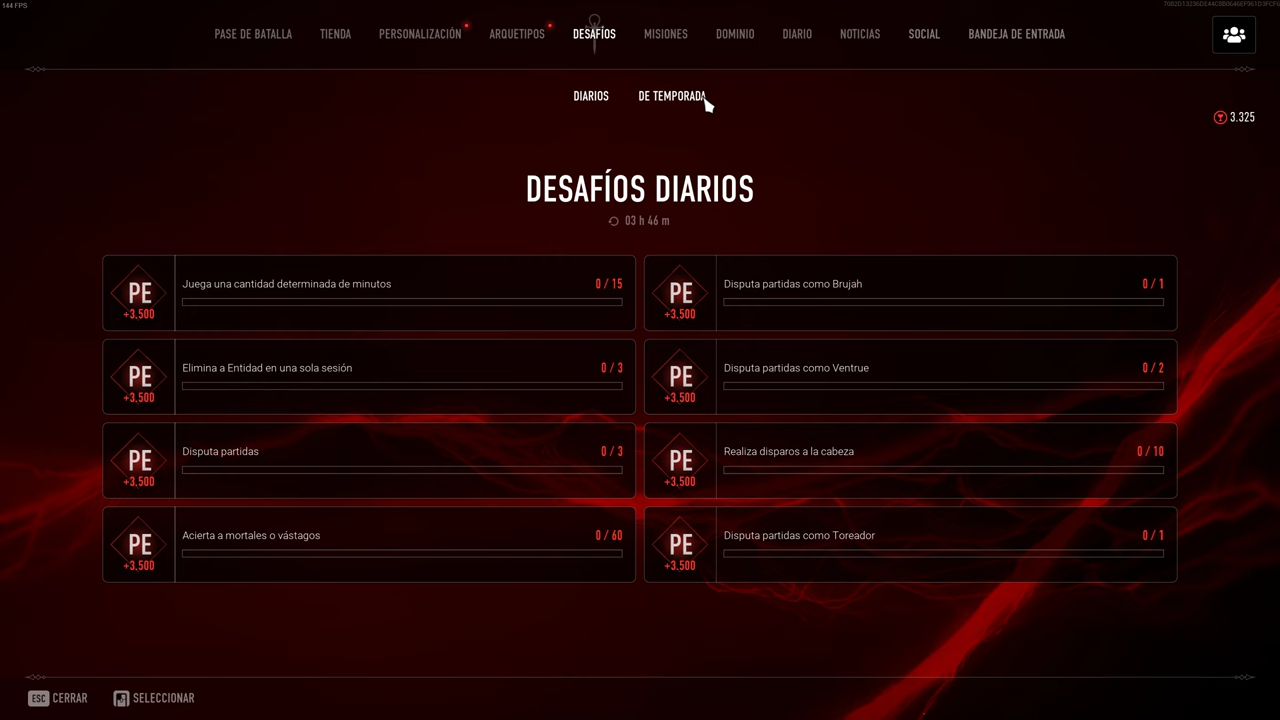 144 FPS
PASE DE BATALLA TIENDA PERSONALIZACIÓN ARQUETIPOS DESAFÍOS MISIONES DOMINIO DIARIO NOTICIAS SOCIAL BANDEJA DE ENTRADA
DIARIOS DE TEMPORADA
3.325
DESAFÍOS DIARIOS
03 h 46 m
PE +3.500 Juega una cantidad determinada de minutos 0 / 15
PE +3.500 Disputa partidas como Brujah 0 / 1
PE +3.500 Elimina a Entidad en una sola sesión 0 / 3
PE +3.500 Disputa partidas como Ventrue 0 / 2
PE +3.500 Disputa partidas 0 / 3
PE +3.500 Realiza disparos a la cabeza 0 / 10
PE +3.500 Acierta a mortales o vástagos 0 / 60
PE +3.500 Disputa partidas como Toreador 0 / 1
ESC CERRAR SELECCIONAR